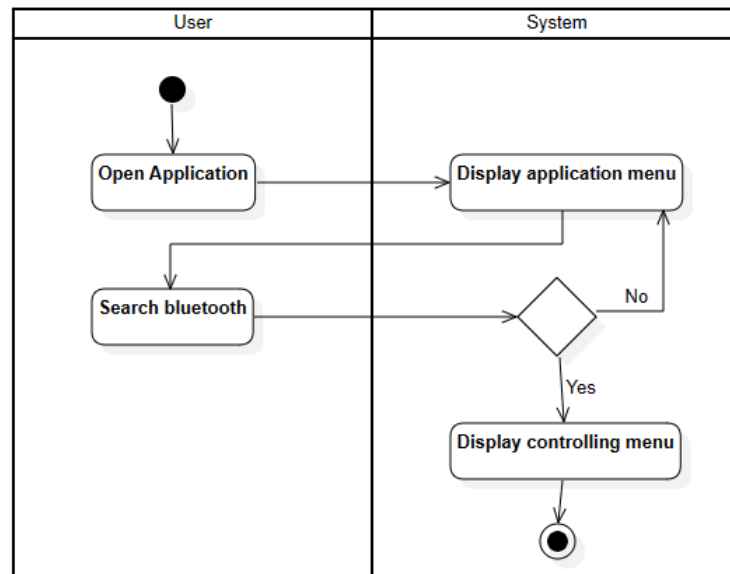 User
System
Open Application
Display application menu
Search bluetooth
No
Yes
Display controlling menu